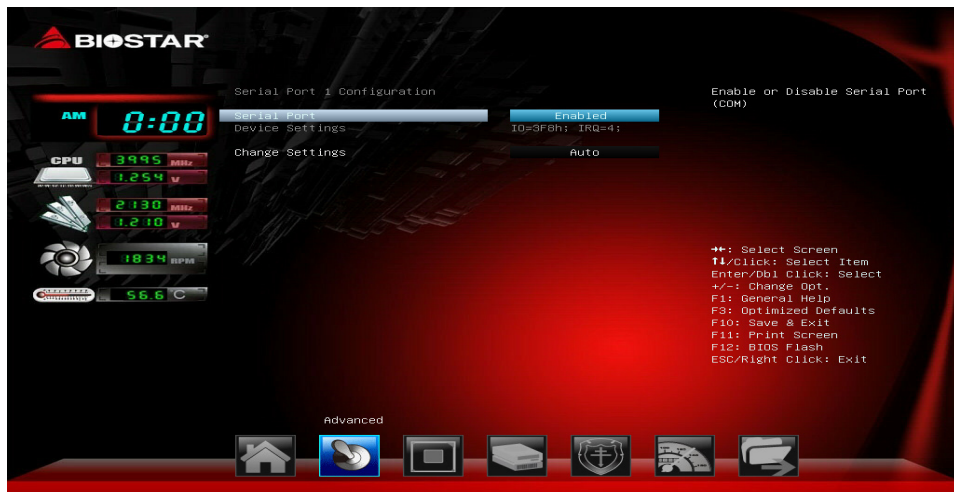 BIOSTAR
Serial Port 1 Configuration
Enable or Disable Serial Port
(COM)
AM 0:00
Serial Port Enabled
Device Settings IO=3F8h; IRQ=4;
Change Settings Auto
CPU 3995 MHz
1.254 V
2130 MHz
1.210 V
1834 RPM
56.6 °C
→←: Select Screen
↑↓/Click: Select Item
Enter/Dbl Click: Select
+/-: Change Opt.
F1: General Help
F3: Optimized Defaults
F10: Save & Exit
F11: Print Screen
F12: BIOS Flash
ESC/Right Click: Exit
Advanced